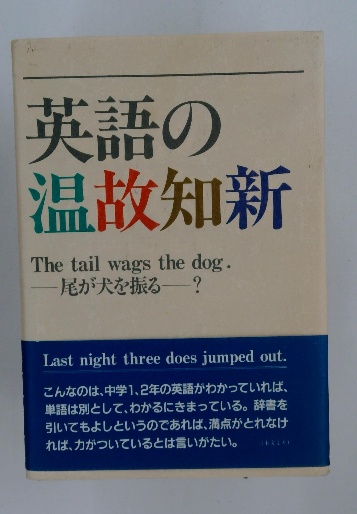 英語の
温故知新
The tail wags the dog.
―尾が犬を振る―?
Last night three does jumped out.
こんなのは、中学1、2年の英語がわかっていれば、
単語は別として、わかるにきまっている。辞書を
引いてもよしというのであれば、満点がとれなけ
れば、力がついているとは言いがたい。